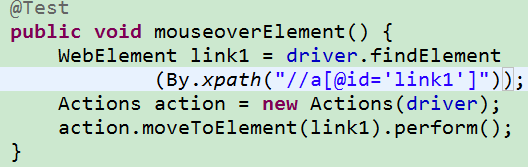 @Test
public void mouseoverElement() {
    WebElement link1 = driver.findElement
            (By.xpath("//a[@id='link1']"));
    Actions action = new Actions(driver);
    action.moveToElement(link1).perform();
}